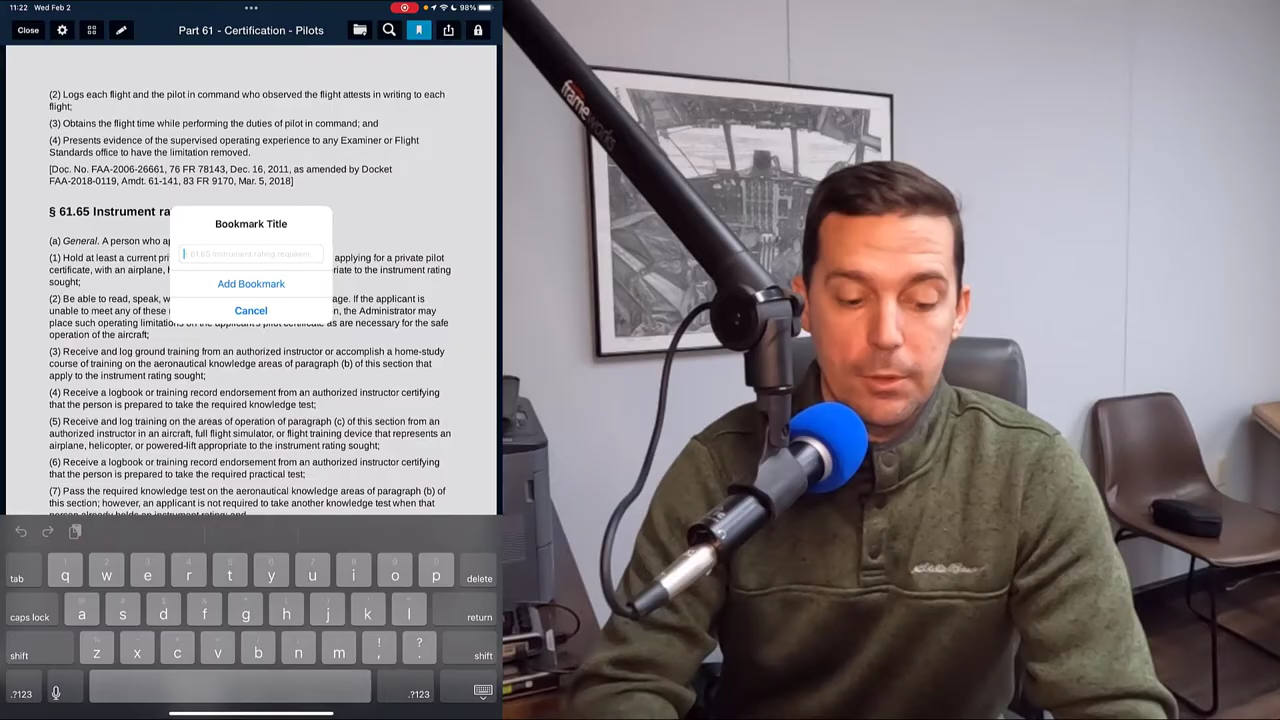 11:22 Wed Feb 2
98%
Close
Part 61 - Certification - Pilots
(2) Logs each flight and the pilot in command who observed the flight attests in writing to each
flight;
(3) Obtains the flight time while performing the duties of pilot in command; and
(4) Presents evidence of the supervised operating experience to any Examiner or Flight
Standards office to have the limitation removed.
[Doc. No. FAA-2006-26661, 76 FR 78143, Dec. 16, 2011, as amended by Docket
FAA-2018-0119, Amdt. 61-141, 83 FR 9170, Mar. 5, 2018]
§ 61.65 Instrument ra
(a) General. A person who ap
(1) Hold at least a current pri
applying for a private pilot
certificate, with an airplane, h
riate to the instrument rating
sought;
(2) Be able to read, speak, w
age. If the applicant is
unable to meet any of these
n, the Administrator may
place such operating limitations on the applicant's pilot certificate as are necessary for the safe
operation of the aircraft;
(3) Receive and log ground training from an authorized instructor or accomplish a home-study
course of training on the aeronautical knowledge areas of paragraph (b) of this section that
apply to the instrument rating sought;
(4) Receive a logbook or training record endorsement from an authorized instructor certifying
that the person is prepared to take the required knowledge test;
(5) Receive and log training on the areas of operation of paragraph (c) of this section from an
authorized instructor in an aircraft, full flight simulator, or flight training device that represents an
airplane, helicopter, or powered-lift appropriate to the instrument rating sought;
(6) Receive a logbook or training record endorsement from an authorized instructor certifying
that the person is prepared to take the required practical test;
(7) Pass the required knowledge test on the aeronautical knowledge areas of paragraph (b) of
this section; however, an applicant is not required to take another knowledge test when that
person already holds an instrument rating; and
Bookmark Title
61.65 Instrument rating requirem
Add Bookmark
Cancel
tab q w e r t y u i o p delete
caps lock a s d f g h j k l return
shift z x c v b n m ! , ? . shift
.?123 .?123
frameworks
Eddie Bauer